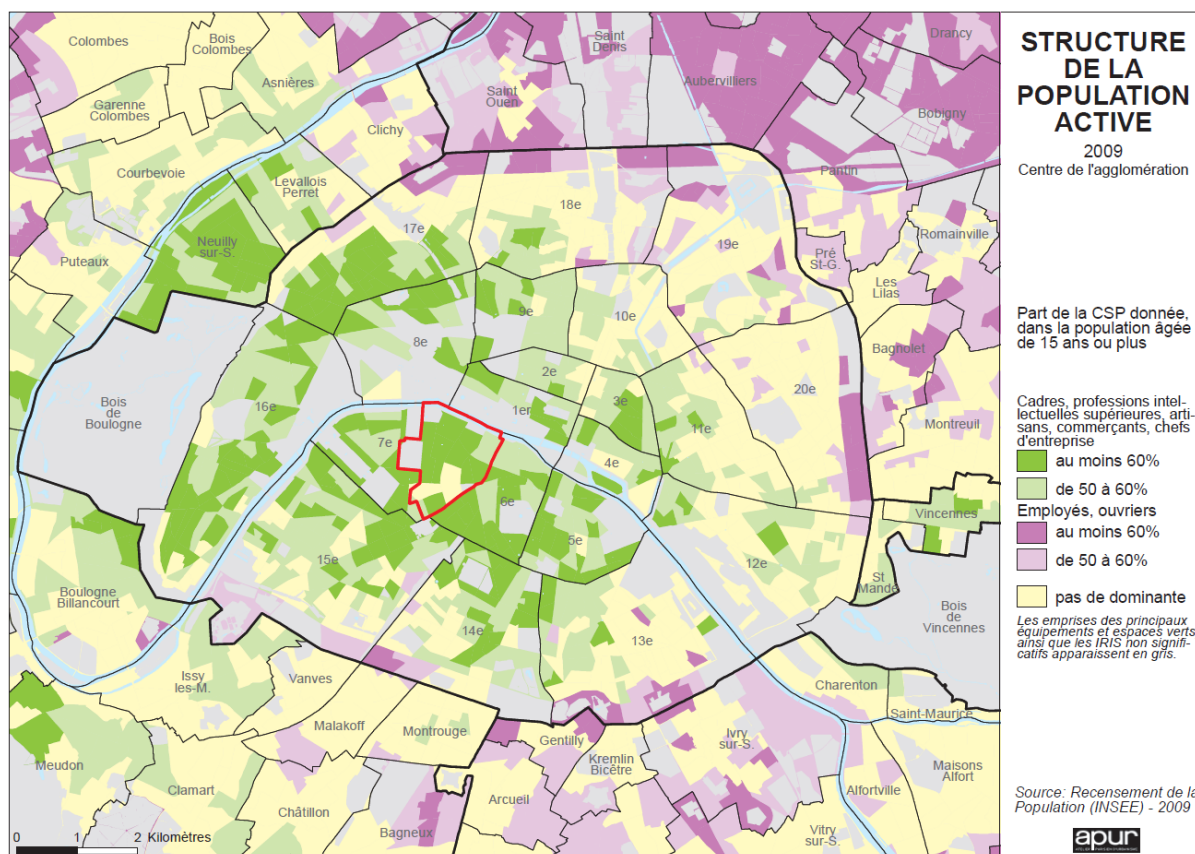 STRUCTURE
DE LA
POPULATION
ACTIVE
2009
Centre de l'agglomération
Part de la CSP donnée,
dans la population âgée
de 15 ans ou plus
Cadres, professions intel-
lectuelles supérieures, arti-
sans, commerçants, chefs
d'entreprise
au moins 60%
de 50 à 60%
Employés, ouvriers
au moins 60%
de 50 à 60%
pas de dominante
Les emprises des principaux
équipements et espaces verts
ainsi que les IRIS non signifi-
catifs apparaissent en gris.
Source: Recensement de la
Population (INSEE) - 2009
apur
Colombes
Bois
Colombes
Asnières
Garenne
Colombes
Courbevoie
Levallois
Perret
Clichy
Saint
Ouen
Saint
Denis
Aubervilliers
Drancy
Bobigny
Pantin
Romainville
Pré
St-G.
Les
Lilas
Bagnolet
Montreuil
Vincennes
St
Mandé
Bois
de
Vincennes
Neuilly
sur-S.
Puteaux
Bois
de
Boulogne
17e
18e
19e
8e
9e
10e
2e
3e
1er
16e
7e
4e
11e
20e
6e
5e
15e
14e
13e
12e
Boulogne
Billancourt
Issy
les-M.
Vanves
Malakoff
Montrouge
Meudon
Clamart
Châtillon
Bagneux
Arcueil
Gentilly
Kremlin
Bicêtre
Ivry
sur-S.
Charenton
Saint-Maurice
Maisons
Alfort
Alfortville
Vitry
sur-S.
0 1 2 Kilomètres